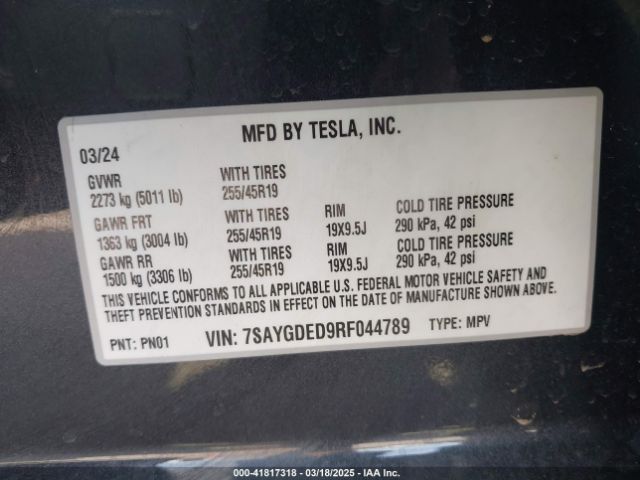 MFD BY TESLA, INC.
03/24
GVWR WITH TIRES
2273 kg (5011 lb) 255/45R19
GAWR FRT WITH TIRES RIM COLD TIRE PRESSURE
1363 kg (3004 lb) 255/45R19 19X9.5J 290 kPa, 42 psi
GAWR RR WITH TIRES RIM COLD TIRE PRESSURE
1500 kg (3306 lb) 255/45R19 19X9.5J 290 kPa, 42 psi
THIS VEHICLE CONFORMS TO ALL APPLICABLE U.S. FEDERAL MOTOR VEHICLE SAFETY AND
THEFT PREVENTION STANDARDS IN EFFECT ON THE DATE OF MANUFACTURE SHOWN ABOVE.
PNT: PN01 VIN: 7SAYGDED9RF044789 TYPE: MPV
000-41817318 - 03/18/2025 - IAA Inc.